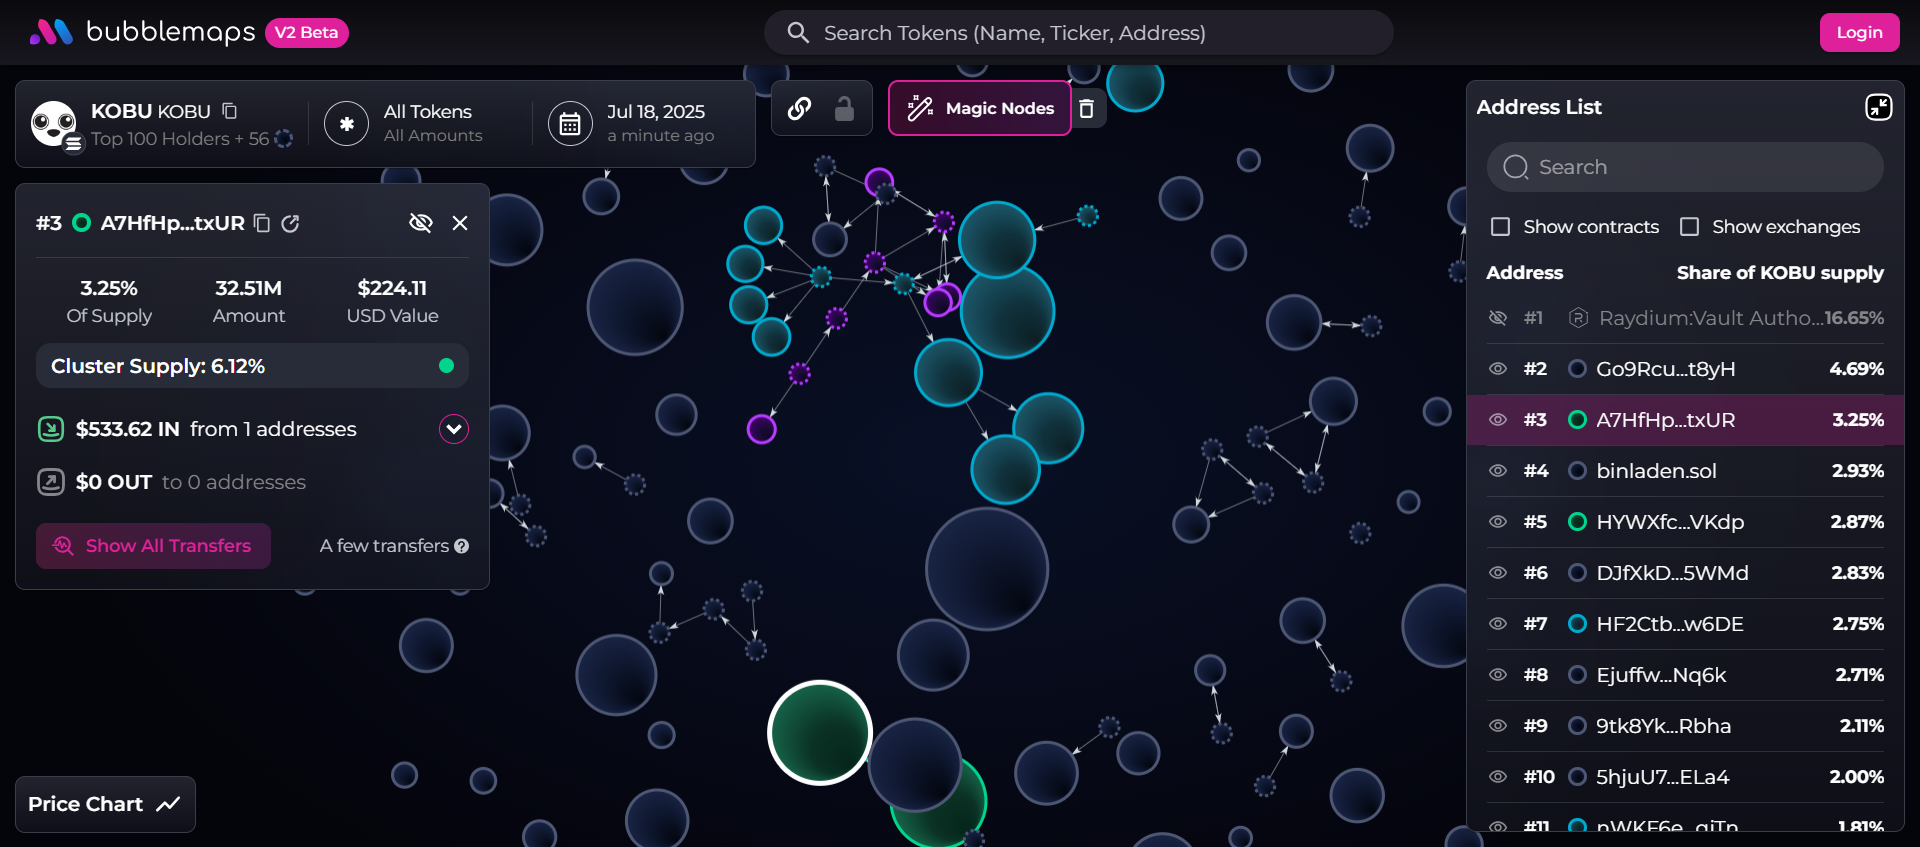 bubblemaps V2 Beta
Search Tokens (Name, Ticker, Address)
Login
KOBU KOBU
Top 100 Holders + 56
All Tokens
All Amounts
Jul 18, 2025
a minute ago
Magic Nodes
#3 A7HfHp...txUR
3.25%
Of Supply
32.51M
Amount
$224.11
USD Value
Cluster Supply: 6.12%
$533.62 IN from 1 addresses
$0 OUT to 0 addresses
Show All Transfers
A few transfers
Price Chart
Address List
Search
Show contracts
Show exchanges
Address Share of KOBU supply
#1 Raydium:Vault Autho... 16.65%
#2 Go9Rcu...t8yH 4.69%
#3 A7HfHp...txUR 3.25%
#4 binladen.sol 2.93%
#5 HYWXfc...VKdp 2.87%
#6 DJfXkD...5WMd 2.83%
#7 HF2Ctb...w6DE 2.75%
#8 Ejuffw...Nq6k 2.71%
#9 9tk8Yk...Rbha 2.11%
#10 5hjuU7...ELa4 2.00%
#11 1.81%